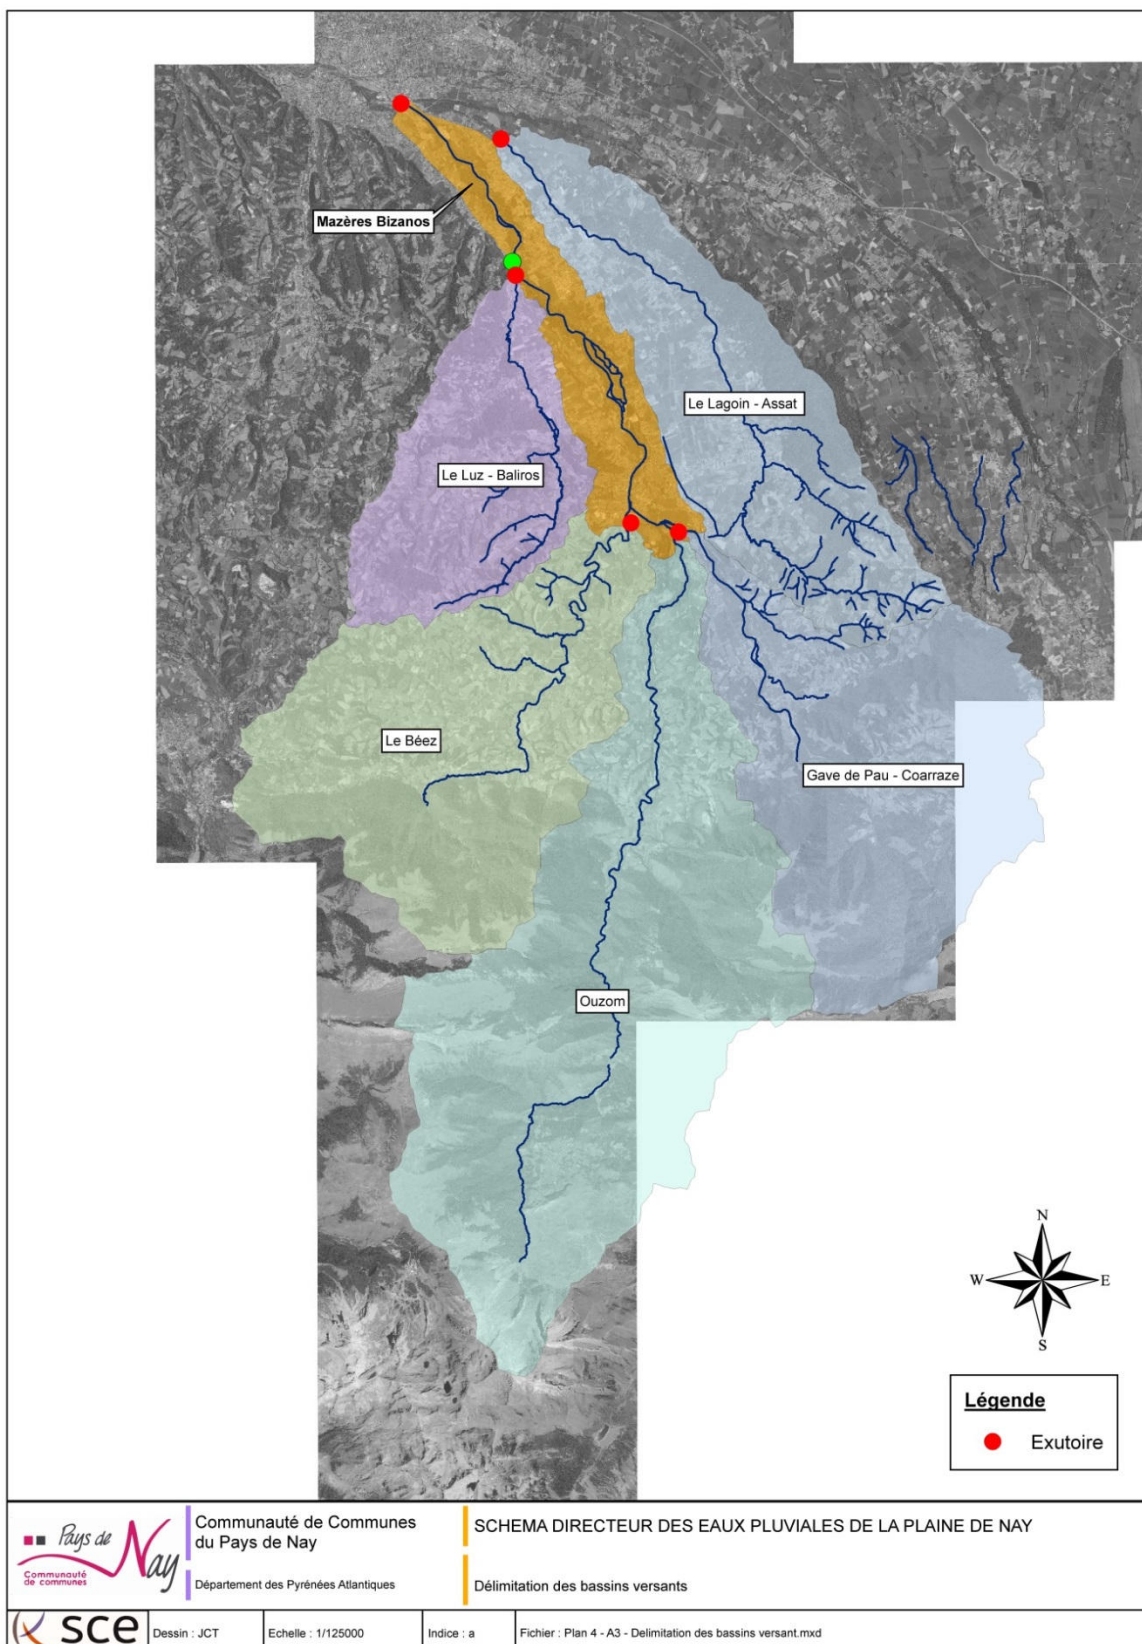 Mazères Bizanos
Le Lagoin - Assat
Le Luz - Baliros
Le Béez
Gave de Pau - Coarraze
Ouzom
N
W
E
S
Légende
Exutoire
Pays de Nay
Communauté
de communes
Communauté de Communes
du Pays de Nay
Département des Pyrénées Atlantiques
SCHEMA DIRECTEUR DES EAUX PLUVIALES DE LA PLAINE DE NAY
Délimitation des bassins versants
sce
Dessin : JCT
Echelle : 1/125000
Indice : a
Fichier : Plan 4 - A3 - Delimitation des bassins versant.mxd